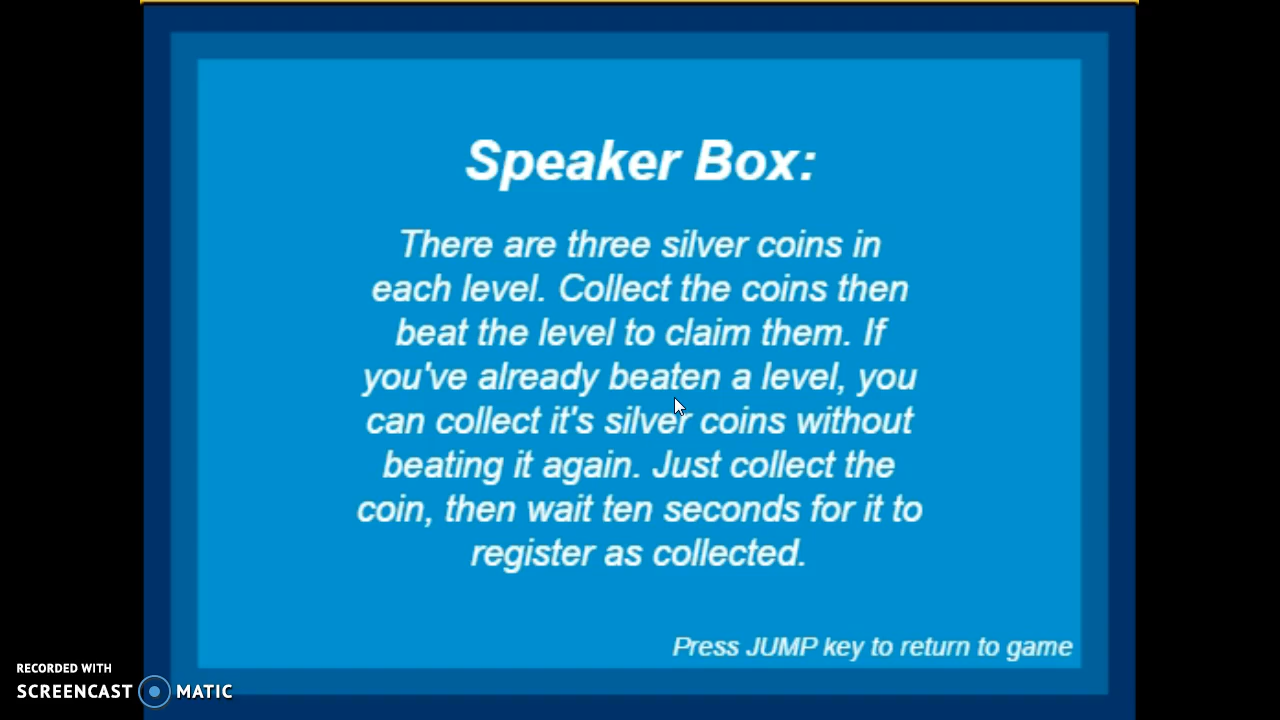 Speaker Box:
There are three silver coins in
each level. Collect the coins then
beat the level to claim them. If
you've already beaten a level, you
can collect it's silver coins without
beating it again. Just collect the
coin, then wait ten seconds for it to
register as collected.
Press JUMP key to return to game
RECORDED WITH
SCREENCAST MATIC